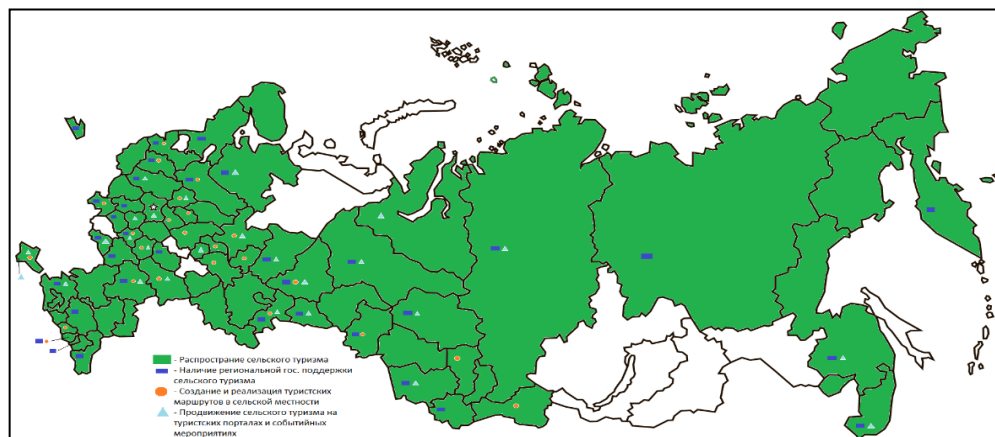 - Распростране сельского туризма
- Наличие региональной гос. поддержки
сельского туризма
- Создание и реализация туристских
маршрутов в сельской местности
- Продвижение сельского туризма на
туристских порталах и событийных
мероприятиях